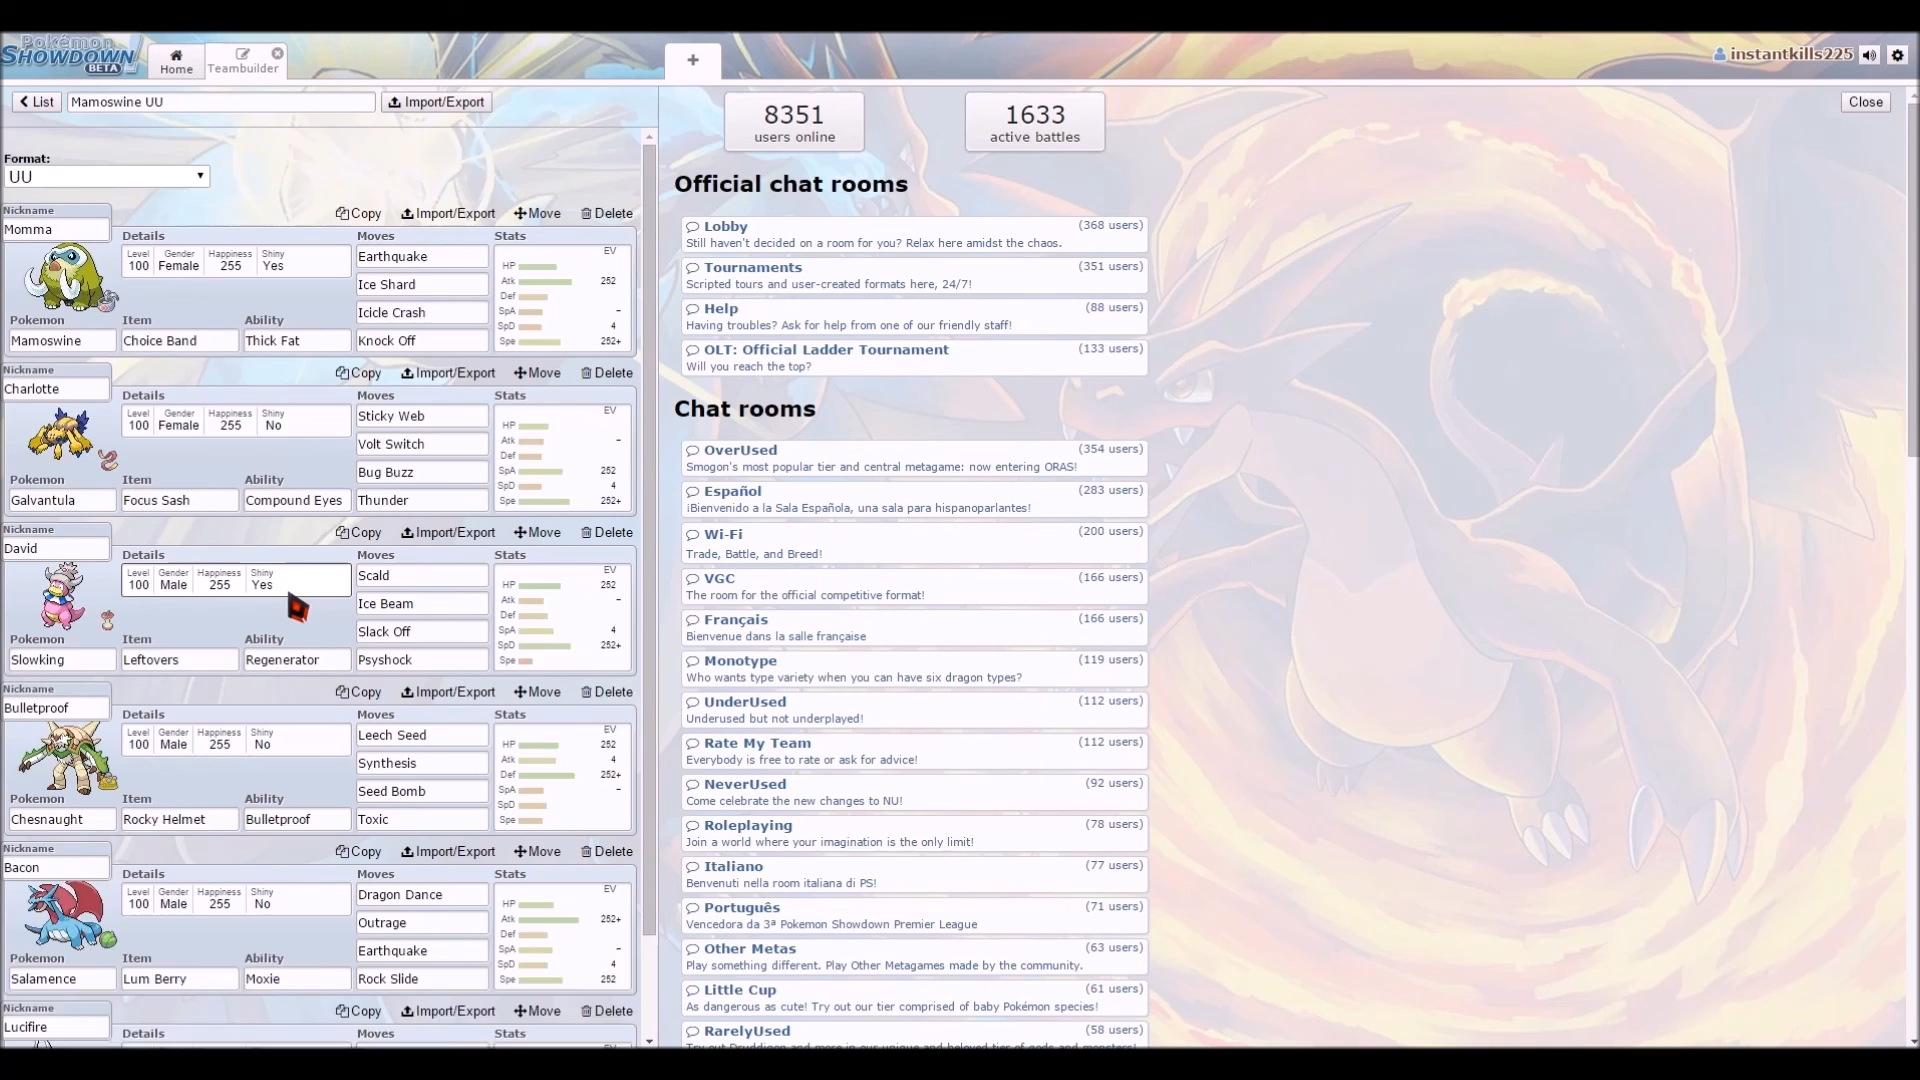 Pokémon
SHOWDOWN
BETA
Home
Teambuilder
+
instantkills225
List
Mamoswine UU
Import/Export
Format:
UU
Nickname
Momma
Copy Import/Export Move Delete
Details
Level Gender Happiness Shiny
100 Female 255 Yes
Pokemon Item Ability
Mamoswine Choice Band Thick Fat
Moves
Earthquake
Ice Shard
Icicle Crash
Knock Off
Stats
EV
HP
Atk 252
Def
SpA –
SpD 4
Spe 252+
Nickname
Charlotte
Copy Import/Export Move Delete
Details
Level Gender Happiness Shiny
100 Female 255 No
Pokemon Item Ability
Galvantula Focus Sash Compound Eyes
Moves
Sticky Web
Volt Switch
Bug Buzz
Thunder
Stats
EV
HP
Atk –
Def
SpA 252
SpD 4
Spe 252+
Nickname
David
Copy Import/Export Move Delete
Details
Level Gender Happiness Shiny
100 Male 255 Yes
Pokemon Item Ability
Slowking Leftovers Regenerator
Moves
Scald
Ice Beam
Slack Off
Psyshock
Stats
EV
HP 252
Atk –
Def
SpA 4
SpD 252+
Spe
Nickname
Bulletproof
Copy Import/Export Move Delete
Details
Level Gender Happiness Shiny
100 Male 255 No
Pokemon Item Ability
Chesnaught Rocky Helmet Bulletproof
Moves
Leech Seed
Synthesis
Seed Bomb
Toxic
Stats
EV
HP 252
Atk 4
Def 252+
SpA –
SpD
Spe
Nickname
Bacon
Copy Import/Export Move Delete
Details
Level Gender Happiness Shiny
100 Male 255 No
Pokemon Item Ability
Salamence Lum Berry Moxie
Moves
Dragon Dance
Outrage
Earthquake
Rock Slide
Stats
EV
HP
Atk 252+
Def
SpA –
SpD 4
Spe 252
Nickname
Lucifire
Copy Import/Export Move Delete
Details Moves Stats
8351
users online
1633
active battles
Close
Official chat rooms
Lobby (368 users)
Still haven't decided on a room for you? Relax here amidst the chaos.
Tournaments (351 users)
Scripted tours and user-created formats here, 24/7!
Help (88 users)
Having troubles? Ask for help from one of our friendly staff!
OLT: Official Ladder Tournament (133 users)
Will you reach the top?
Chat rooms
OverUsed (354 users)
Smogon's most popular tier and central metagame: now entering ORAS!
Español (283 users)
¡Bienvenido a la Sala Española, una sala para hispanoparlantes!
Wi-Fi (200 users)
Trade, Battle, and Breed!
VGC (166 users)
The room for the official competitive format!
Français (166 users)
Bienvenue dans la salle française
Monotype (119 users)
Who wants type variety when you can have six dragon types?
UnderUsed (112 users)
Underused but not underplayed!
Rate My Team (112 users)
Everybody is free to rate or ask for advice!
NeverUsed (92 users)
Come celebrate the new changes to NU!
Roleplaying (78 users)
Join a world where your imagination is the only limit!
Italiano (77 users)
Benvenuti nella room italiana di PS!
Português (71 users)
Vencedora da 3ª Pokemon Showdown Premier League
Other Metas (63 users)
Play something different. Play Other Metagames made by the community.
Little Cup (61 users)
As dangerous as cute! Try out our tier comprised of baby Pokémon species!
RarelyUsed (58 users)